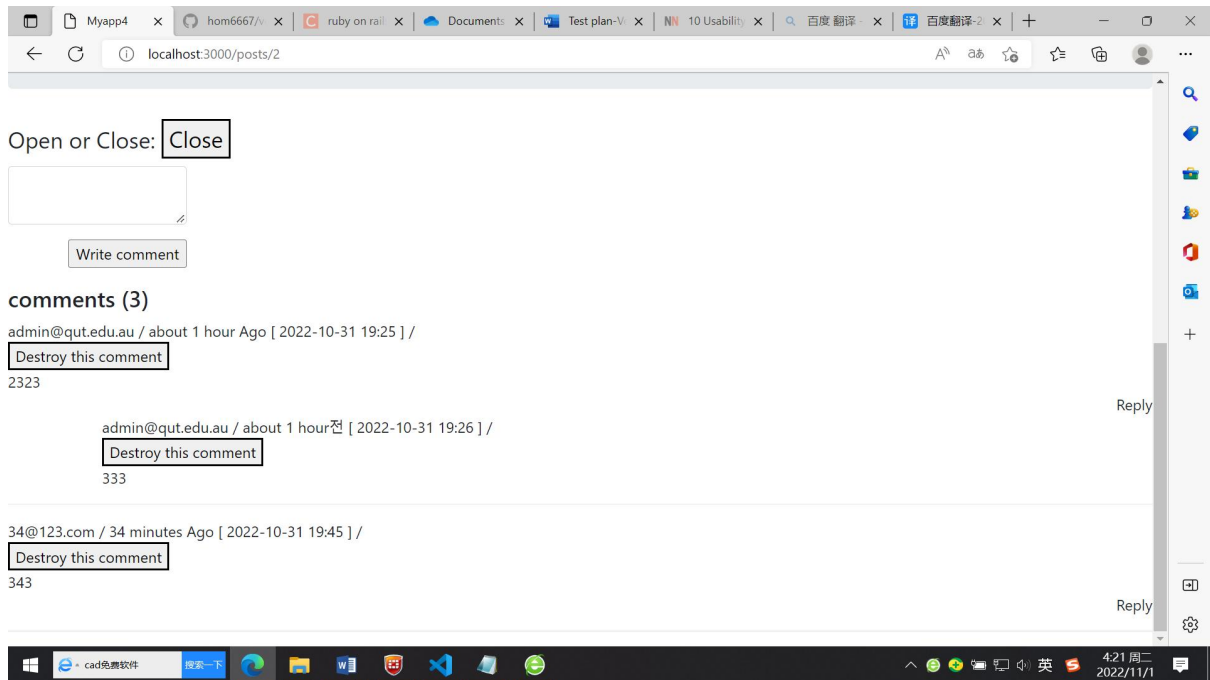 Myapp4
hom6667/
ruby on rail
Documents
Test plan-V
NN 10 Usability
百度 翻译 -
译 百度翻译-2
localhost:3000/posts/2
Open or Close: Close
Write comment
comments (3)
admin@qut.edu.au / about 1 hour Ago [ 2022-10-31 19:25 ] /
Destroy this comment
2323
Reply
admin@qut.edu.au / about 1 hour전 [ 2022-10-31 19:26 ] /
Destroy this comment
333
34@123.com / 34 minutes Ago [ 2022-10-31 19:45 ] /
Destroy this comment
343
Reply
cad免费软件
搜索一下
英
4:21 周二
2022/11/1